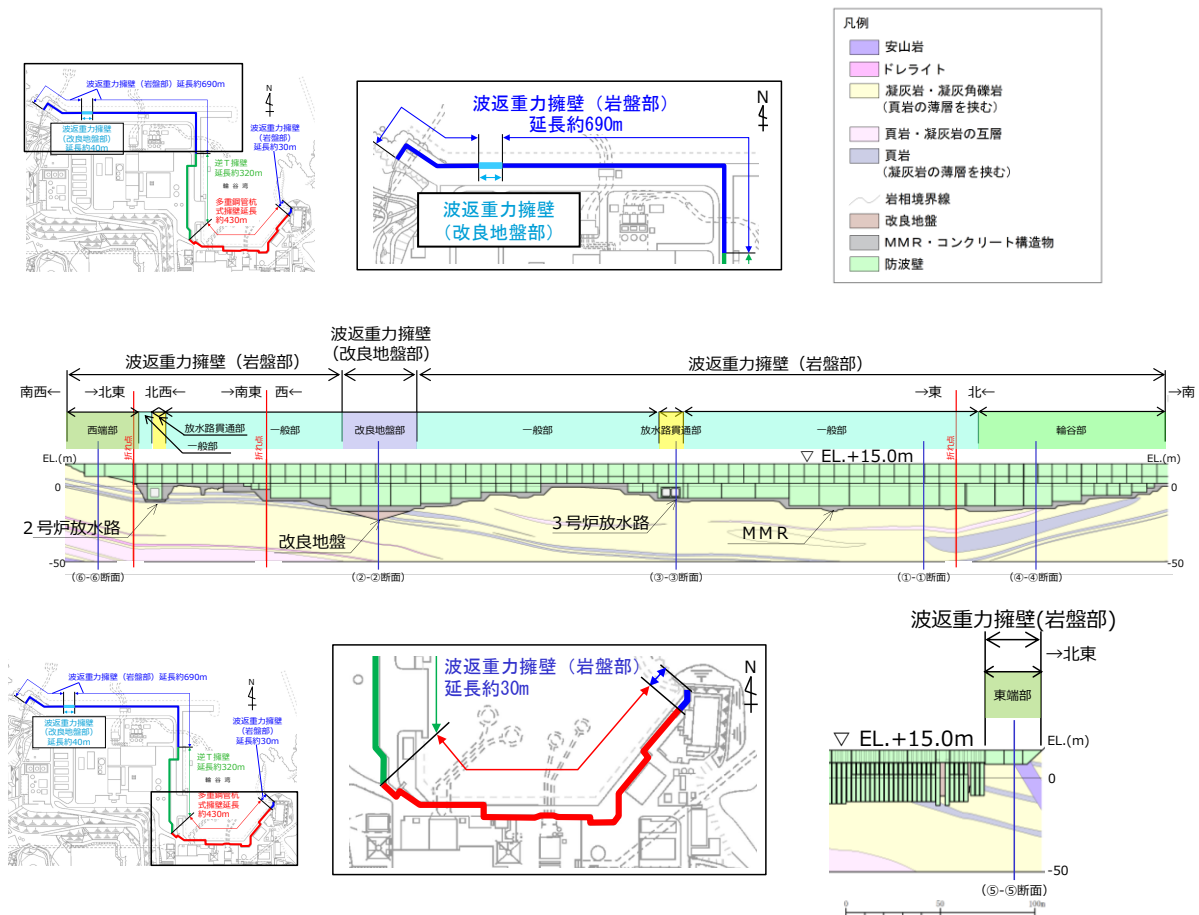 凡例
安山岩
ドレライト
凝灰岩・凝灰角礫岩
(真岩の薄層を挟む)
真岩・凝灰岩の互層
真岩
(凝灰岩の薄層を挟む)
岩相境界線
改良地盤
ＭＭＲ・コンクリート構造物
防波壁
波返重力擁壁（岩盤部）延長約690m
波返重力擁壁
（改良地盤部）
延長約40m
N
波返重力擁壁
（岩盤部）
延長約30m
逆Ｔ擁壁
延長約320m
輪谷湾
多重鋼管杭
式擁壁延長
約430m
波返重力擁壁（岩盤部）
延長約690m
N
波返重力擁壁
（改良地盤部）
波返重力擁壁（岩盤部）
波返重力擁壁
（改良地盤部）
波返重力擁壁（岩盤部）
南西←
→北東
北西←
→南東
西←
→東
北←
→南
西端部
折れ点
放水路貫通部
一般部
一般部
折れ点
改良地盤部
一般部
放水路貫通部
一般部
折れ点
輪谷部
EL.(m)
▽ EL.+15.0m
EL.(m)
0
0
２号炉放水路
改良地盤
３号炉放水路
ＭＭＲ
-50
-50
(⑥-⑥断面)
(②-②断面)
(③-③断面)
(①-①断面)
(④-④断面)
波返重力擁壁（岩盤部）延長約690m
波返重力擁壁
（改良地盤部）
延長約40m
N
波返重力擁壁
（岩盤部）
延長約30m
逆Ｔ擁壁
延長約320m
輪谷湾
多重鋼管杭
式擁壁延長
約430m
波返重力擁壁（岩盤部）
延長約30m
N
波返重力擁壁(岩盤部)
→北東
東端部
▽ EL.+15.0m
EL.(m)
0
-50
(⑤-⑤断面)
0
50
100m